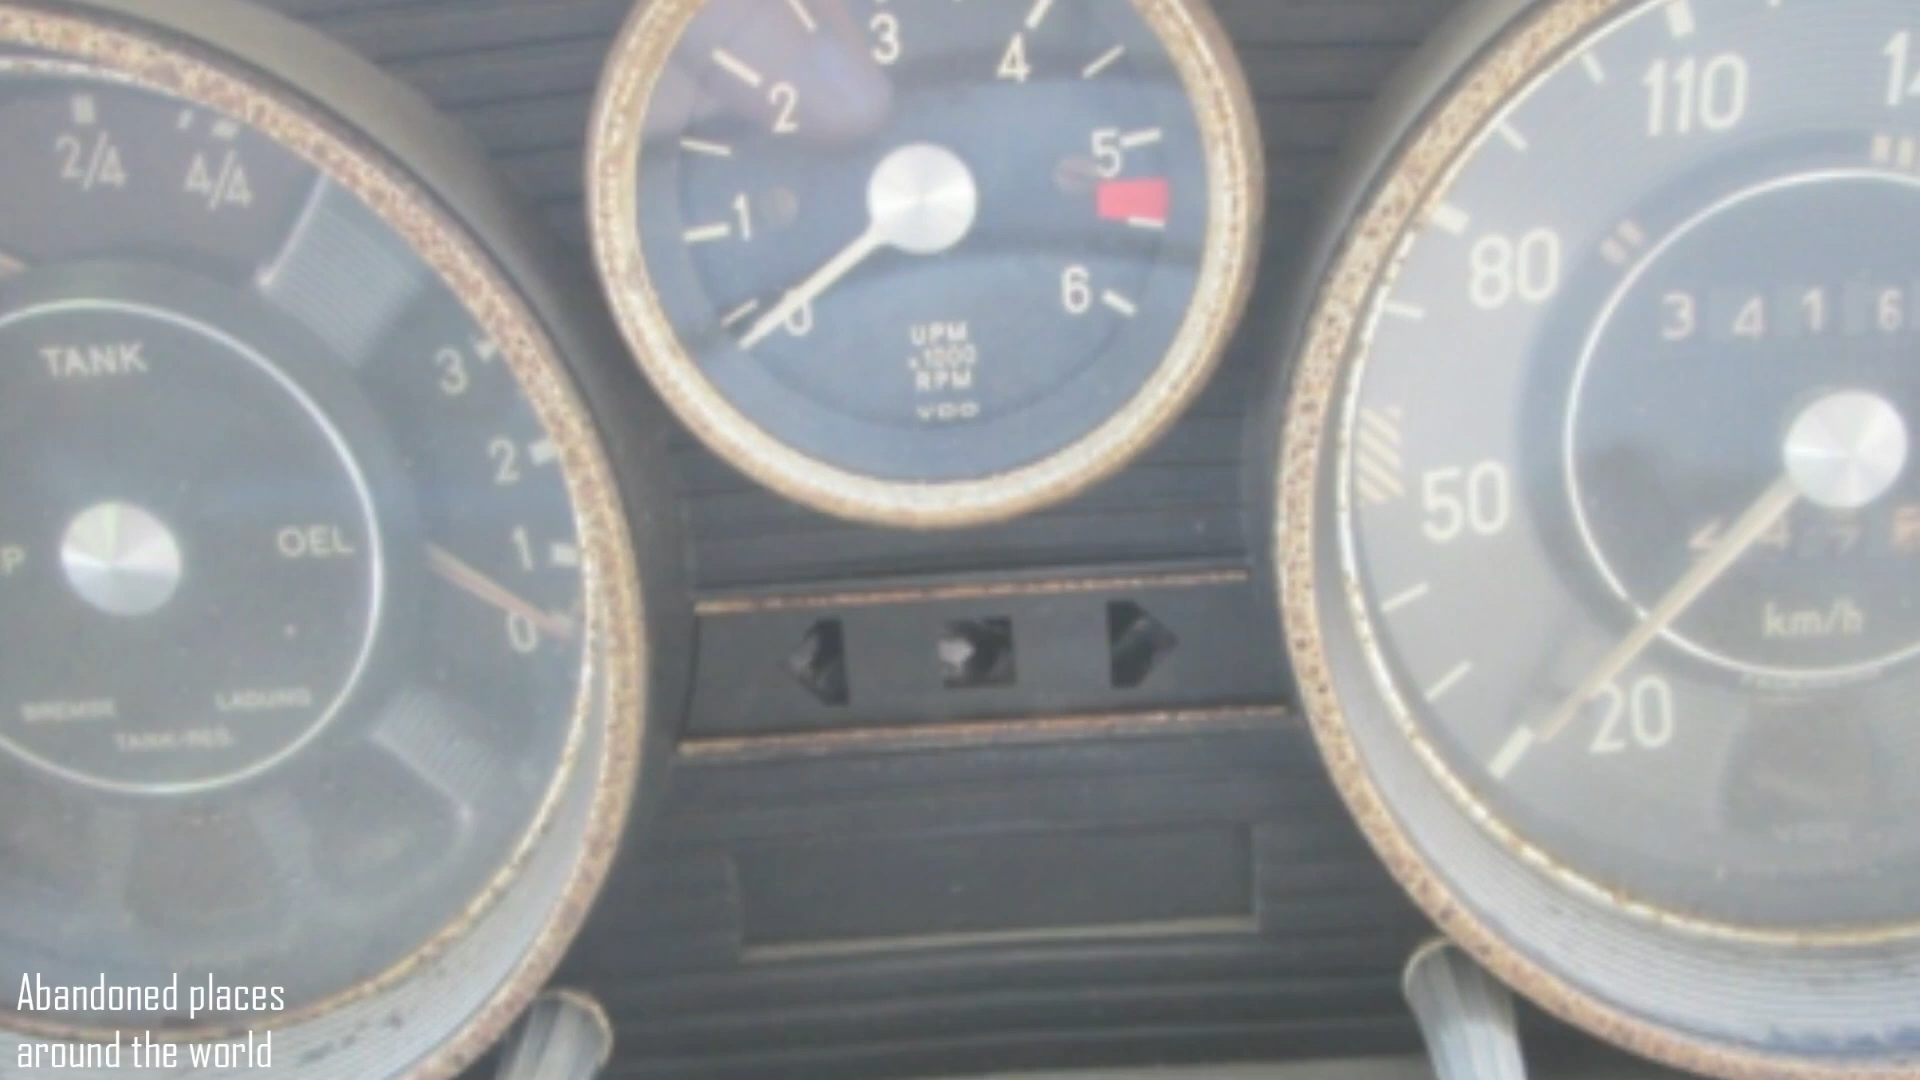 2/4 4/4
TANK
3
2
OEL
1
0
BREMSE
LADUNG
TANK-RES.
3
4
2
5
1
6
0
UPM
x1000
RPM
VDO
110
80
3 4 1 6
50
km/h
20
Abandoned places
around the world